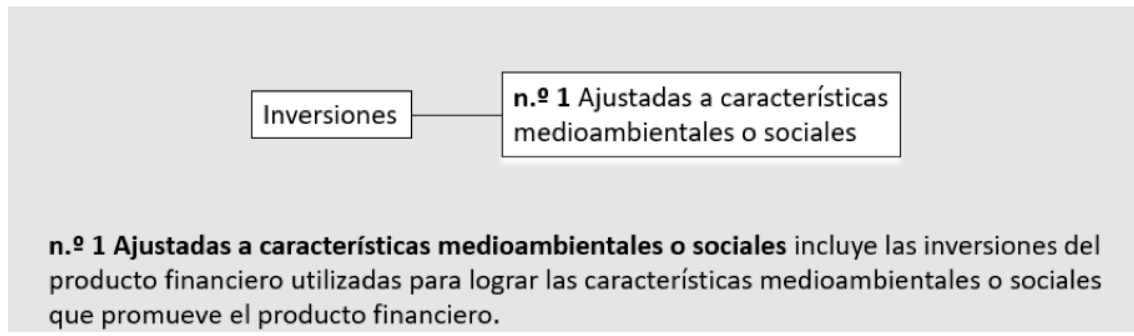 Inversiones
n.º 1 Ajustadas a características
medioambientales o sociales
n.º 1 Ajustadas a características medioambientales o sociales incluye las inversiones del
producto financiero utilizadas para lograr las características medioambientales o sociales
que promueve el producto financiero.